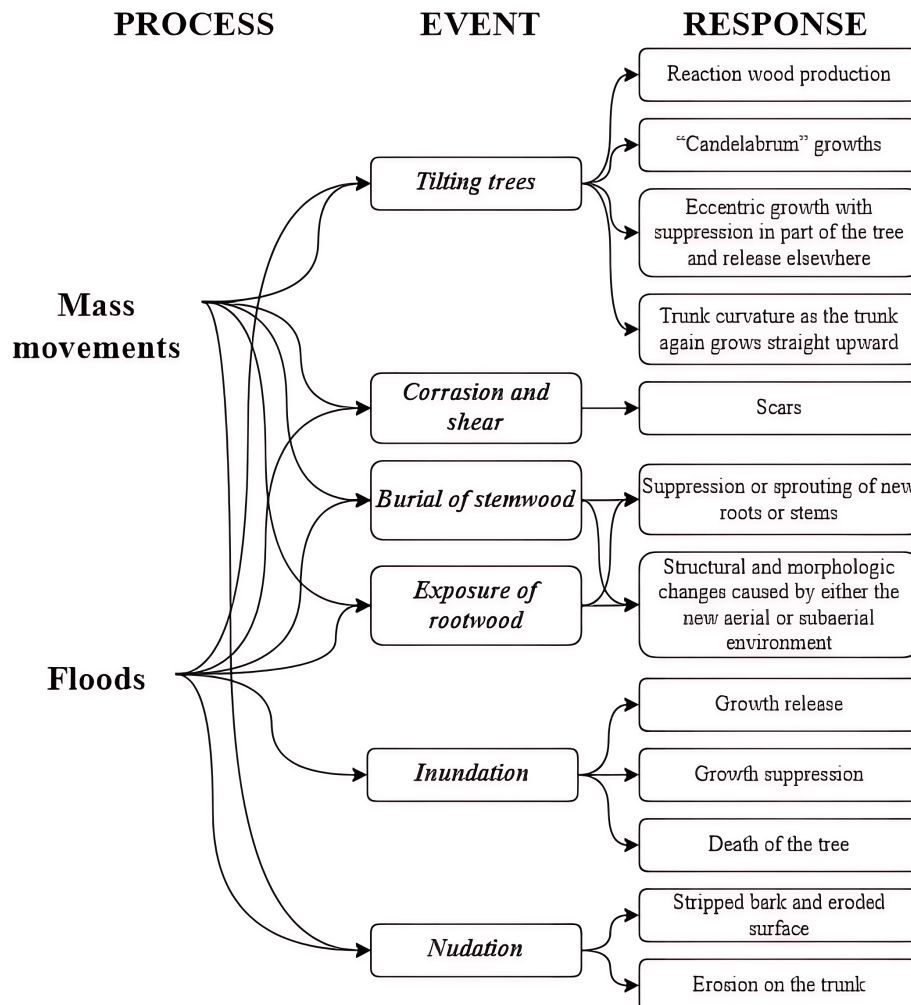 PROCESS EVENT RESPONSE
Reaction wood production
“Candelabrum” growths
Tilting trees
Eccentric growth with
suppression in part of the tree
and release elsewhere
Mass
movements
Trunk curvature as the trunk
again grows straight upward
Corrasion and
shear
Scars
Burial of stemwood
Suppression or sprouting of new
roots or stems
Exposure of
rootwood
Structural and morphologic
changes caused by either the
new aerial or subaerial
environment
Floods
Growth release
Inundation
Growth suppression
Death of the tree
Stripped bark and eroded
surface
Nudation
Erosion on the trunk